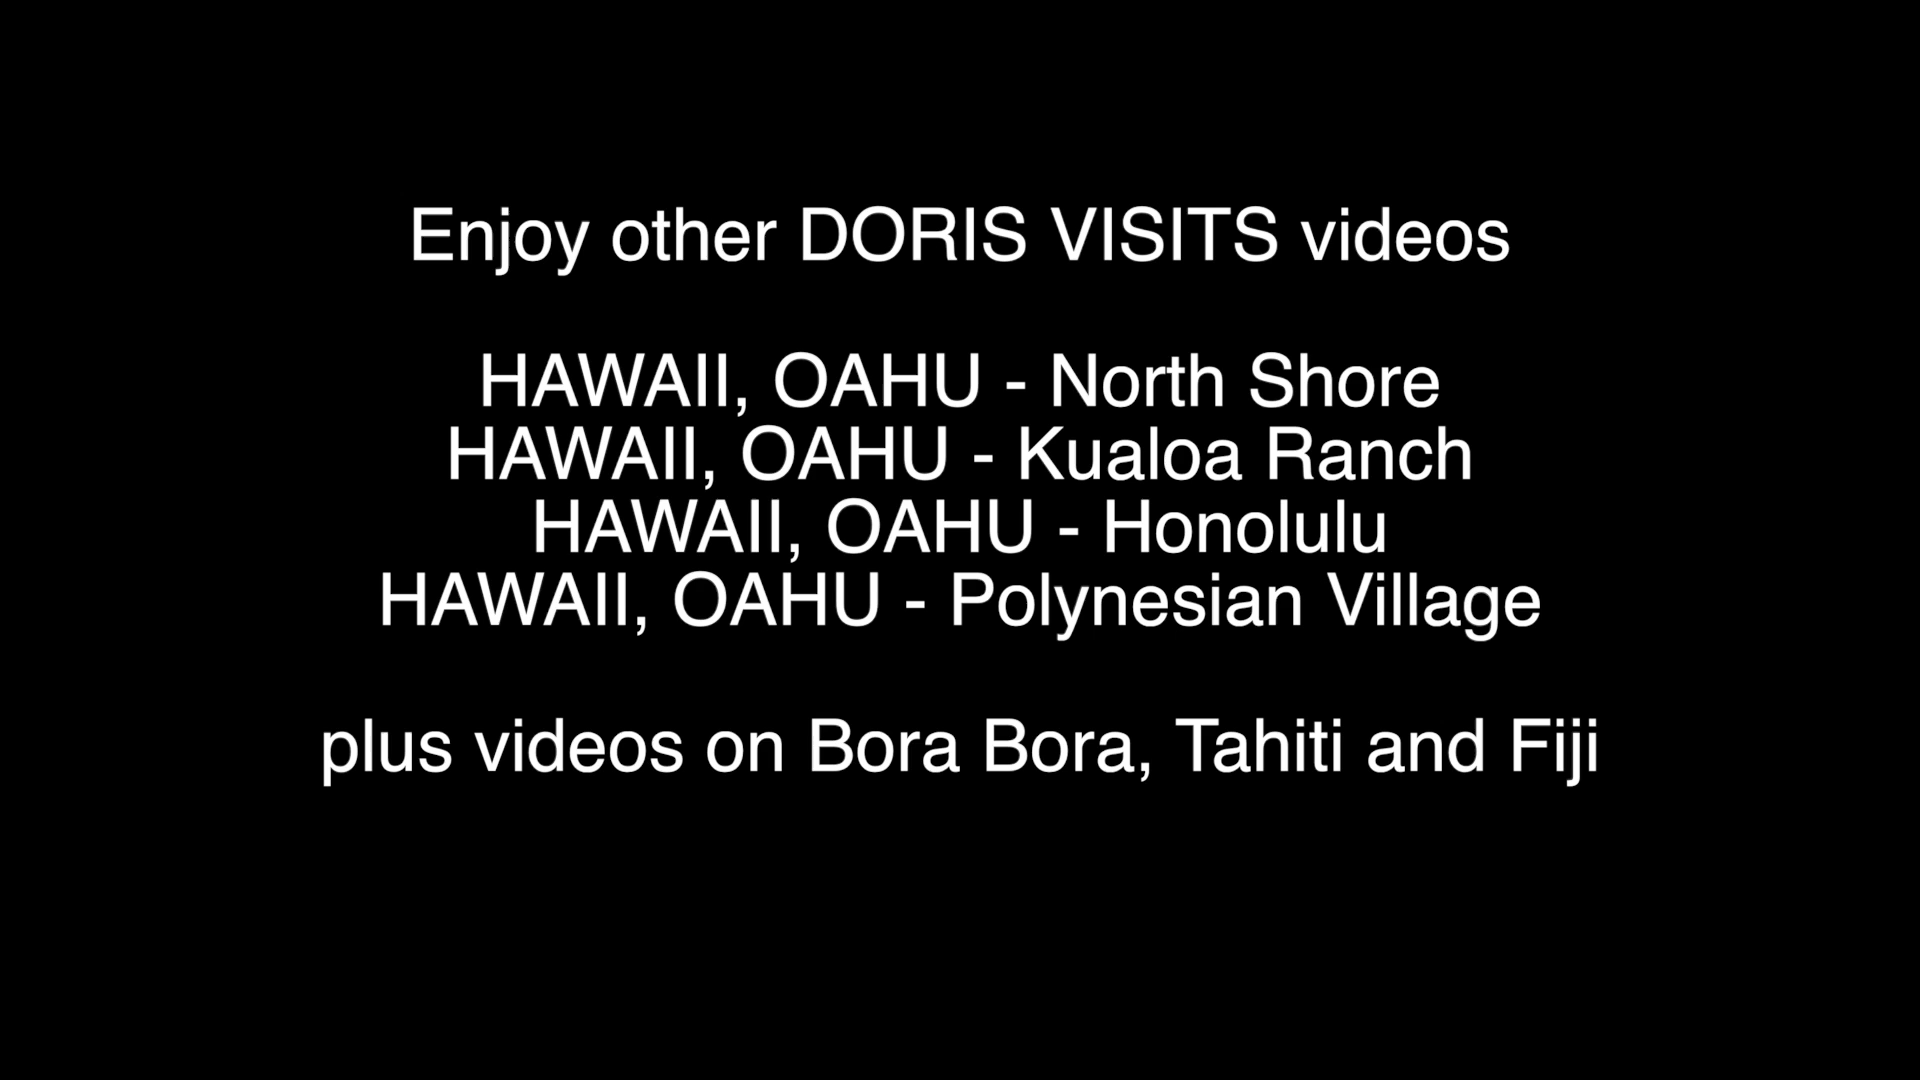 Enjoy other DORIS VISITS videos
HAWAII, OAHU - North Shore
HAWAII, OAHU - Kualoa Ranch
HAWAII, OAHU - Honolulu
HAWAII, OAHU - Polynesian Village
plus videos on Bora Bora, Tahiti and Fiji